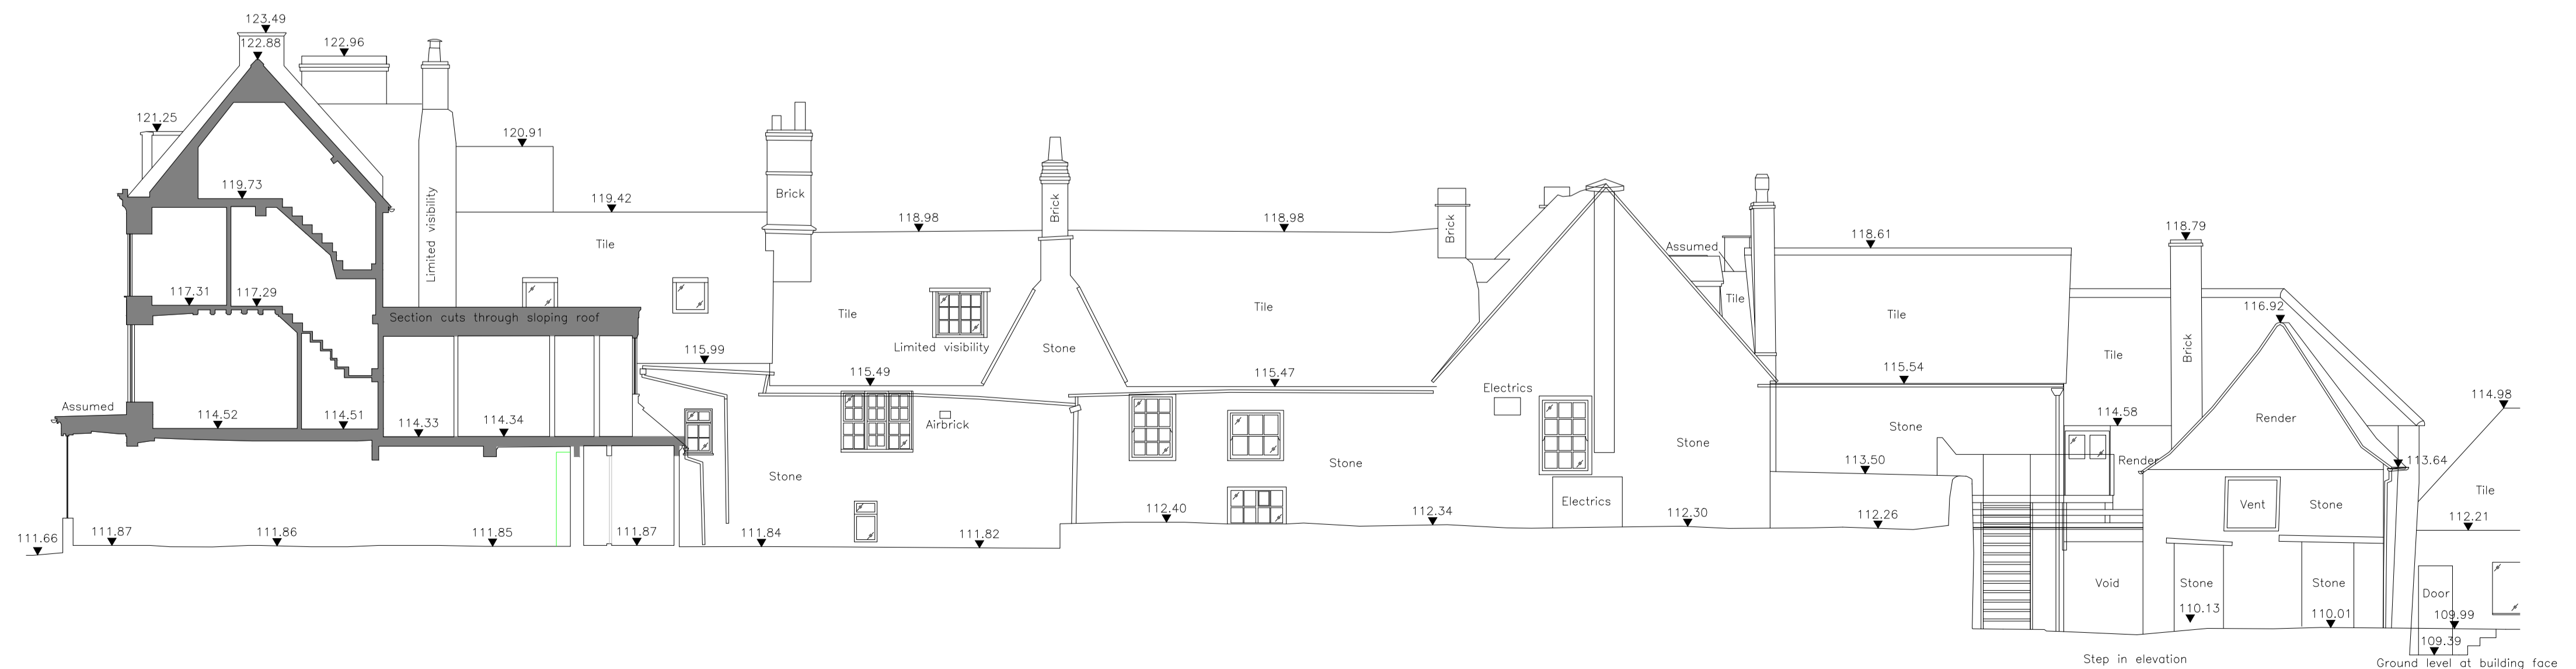 123.49
122.88
122.96
121.25
120.91
119.73
119.42
Limited visibility
Tile
Brick
118.98
Brick
118.98
Brick
Assumed
118.61
118.79
117.31
117.29
Section cuts through sloping roof
115.99
Tile
Limited visibility
115.49
Stone
Tile
115.47
Tile
Tile
115.54
Tile
Brick
116.92
114.98
Assumed
114.52
114.51
114.33
114.34
Airbrick
Electrics
Stone
Stone
114.58
Render
Render
113.64
Stone
Stone
113.50
Electrics
Vent
Stone
Tile
112.21
111.66
111.87
111.86
111.85
111.87
111.84
111.82
112.40
112.34
112.30
112.26
Void
Stone
110.13
Stone
110.01
Door
109.99
109.39
Step in elevation
Ground level at building face